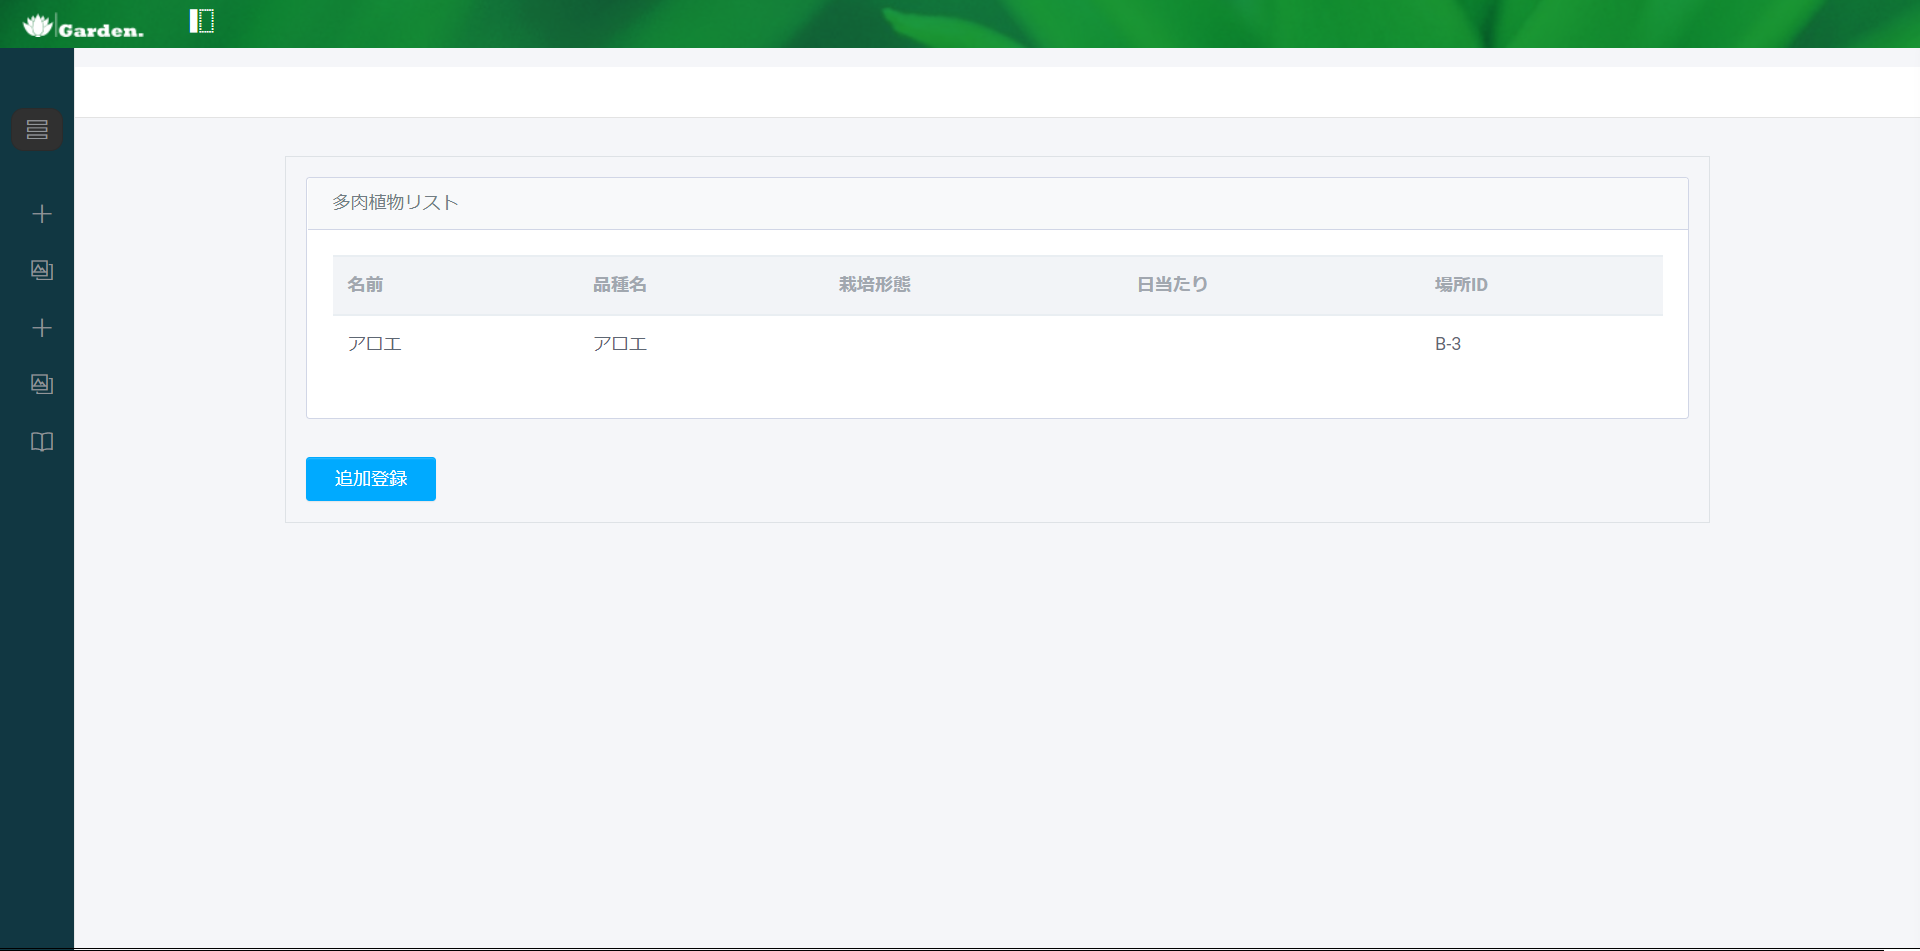 Garden.
多肉植物リスト
名前 品種名 栽培形態 日当たり 場所ID
アロエ アロエ B-3
追加登録